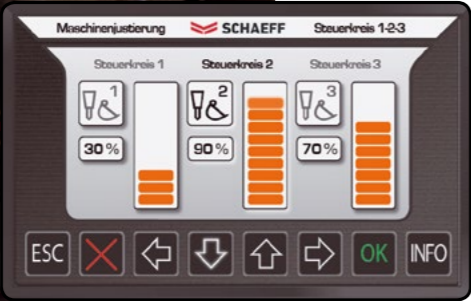 Maschinenjustierung SCHAEFF Steuerkreis 1-2-3
Steuerkreis 1 Steuerkreis 2 Steuerkreis 3
1 2 3
30 % 90 % 70 %
ESC OK INFO